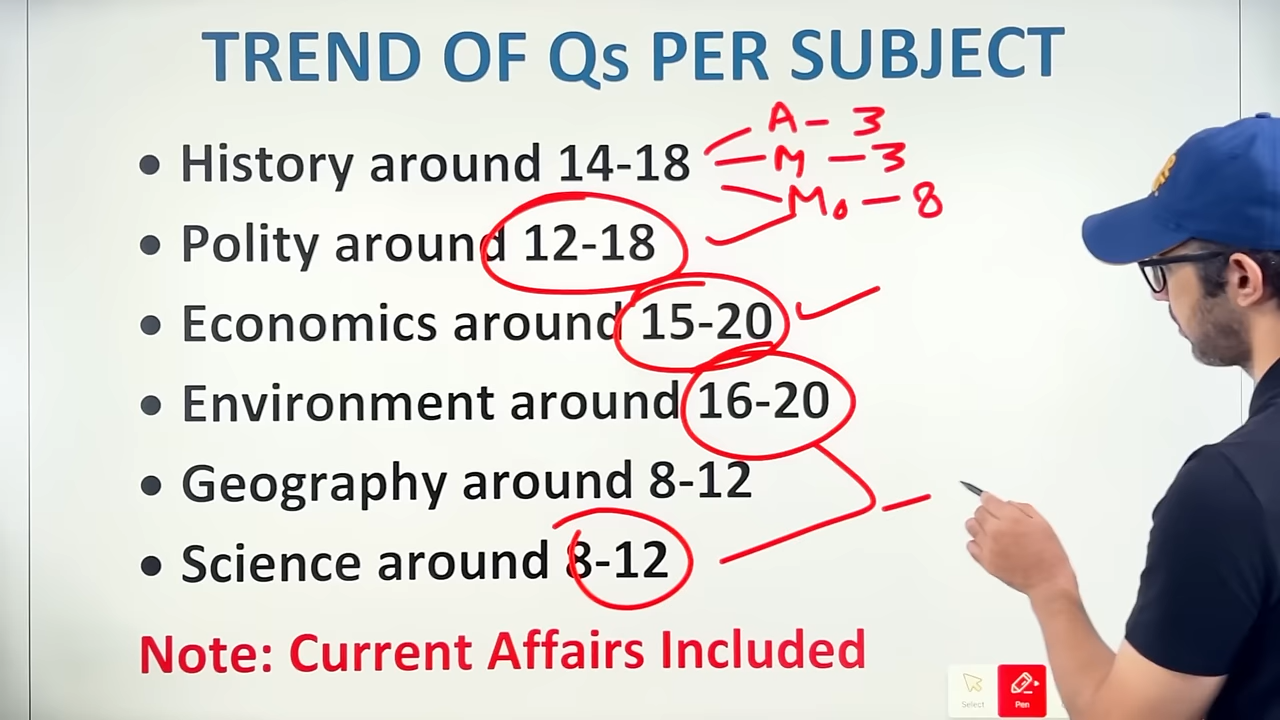 TREND OF Qs PER SUBJECT
A - 3
• History around 14-18
M - 3
Mo - 8
• Polity around 12-18
• Economics around 15-20
• Environment around 16-20
• Geography around 8-12
• Science around 8-12
Note: Current Affairs Included
Select
Pen